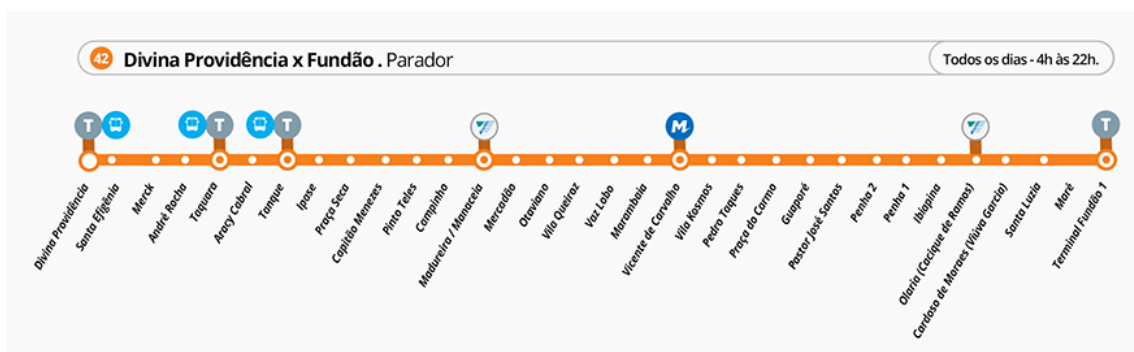 42 Divina Providência x Fundão . Parador
Todos os dias - 4h às 22h.
T
T
T
M
T
Divina Providência
Santa Efigênia
Merck
André Rocha
Taquara
Aracy Cabral
Tanque
Ipase
Praça Seca
Capitão Menezes
Pinto Teles
Campinho
Madureira / Manaceia
Mercadão
Otaviano
Vila Queiroz
Vaz Lobo
Marambaia
Vicente de Carvalho
Vila Kosmos
Pedro Taques
Praça do Carmo
Guaporé
Pastor José Santos
Penha 2
Penha 1
Ibiapina
Olaria (Cacique de Ramos)
Cardoso de Moraes (Viúva Garcia)
Santa Luzia
Maré
Terminal Fundão 1